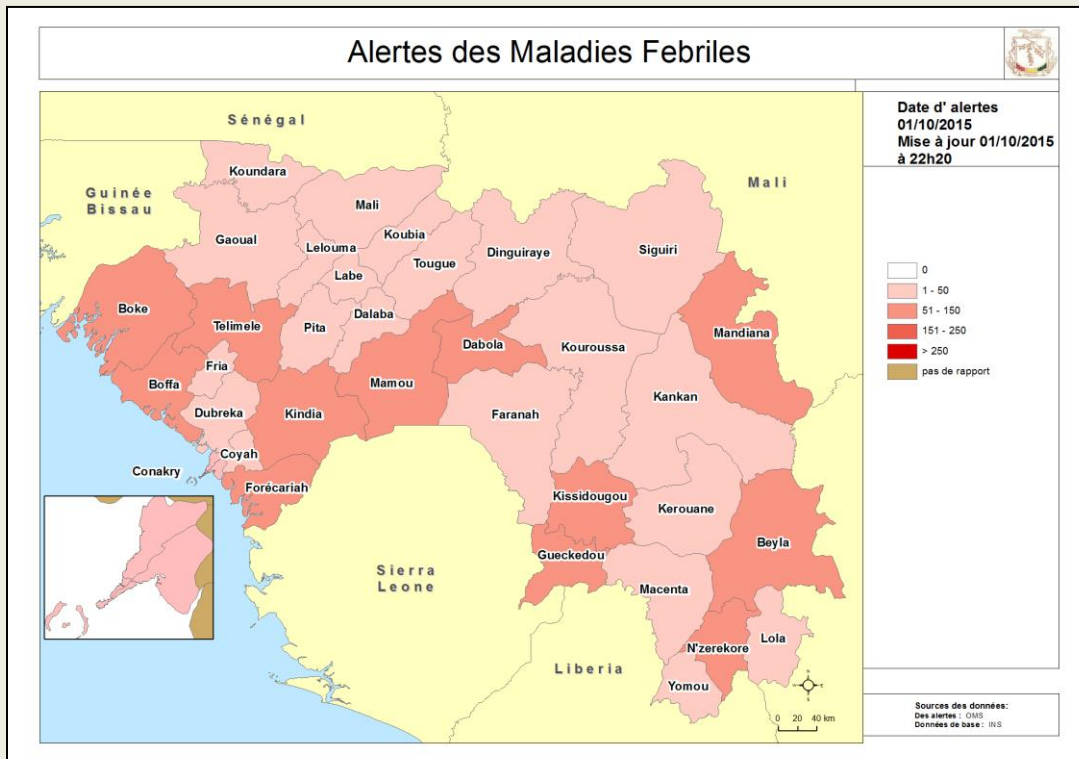 Alertes des Maladies Febriles
Date d' alertes
01/10/2015
Mise à jour 01/10/2015
à 22h20
Sénégal
Guinée
Bissau
Mali
Koundara
Mali
Gaoual
Koubia
Lelouma
Tougue
Dinguiraye
Siguiri
Labe
Boke
Telimele
Pita
Dalaba
Dabola
Mandiana
Kouroussa
Fria
Boffa
Mamou
Kankan
Dubreka
Kindia
Faranah
Coyah
Conakry
Forécariah
Kissidougou
Kerouane
Beyla
Gueckedou
Sierra
Leone
Macenta
Lola
N'zerekore
Liberia
Yomou
0
1 - 50
51 - 150
151 - 250
> 250
pas de rapport
0 20 40 km
Sources des données:
Des alertes : OMS
Données de base : INS